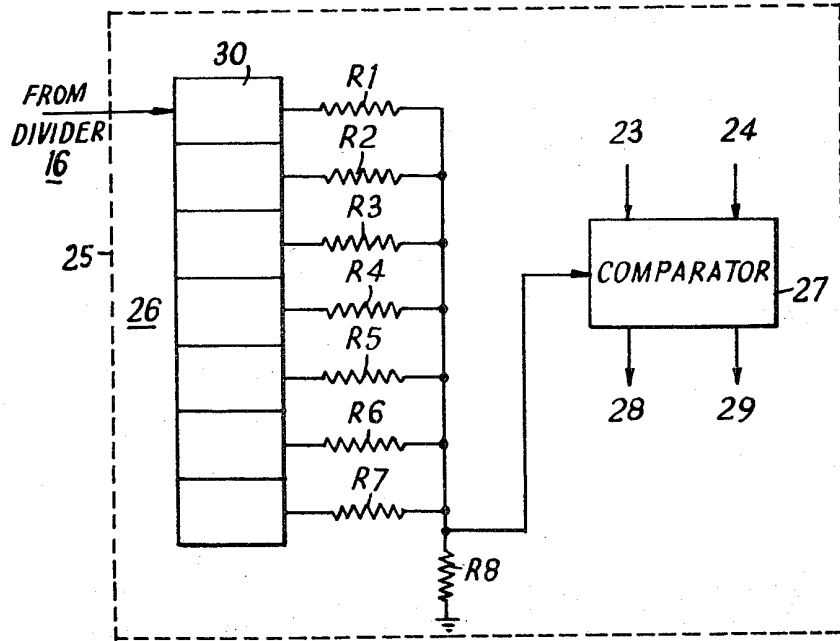 30
FROM
DIVIDER
16
R1
R2
R3
R4
R5
R6
R7
R8
25
26
23
24
COMPARATOR
27
28
29